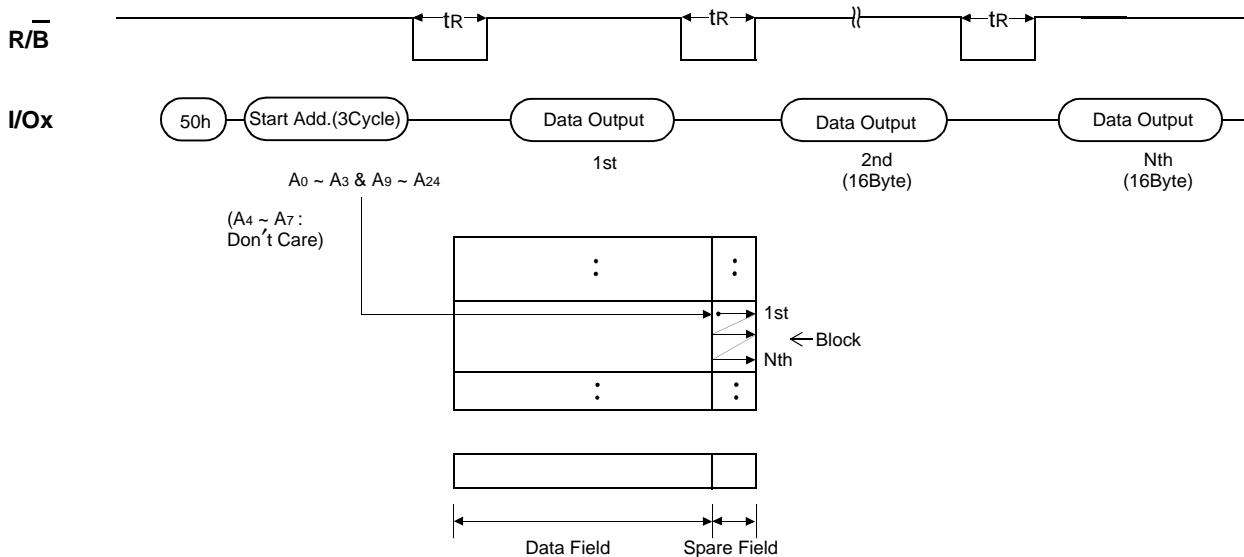 tR tR tR
R/B
I/Ox
50h Start Add.(3Cycle) Data Output Data Output Data Output
1st 2nd Nth
(16Byte) (16Byte)
A0 ~ A3 & A9 ~ A24
(A4 ~ A7 :
Don't Care)
1st
Block
Nth
Data Field Spare Field